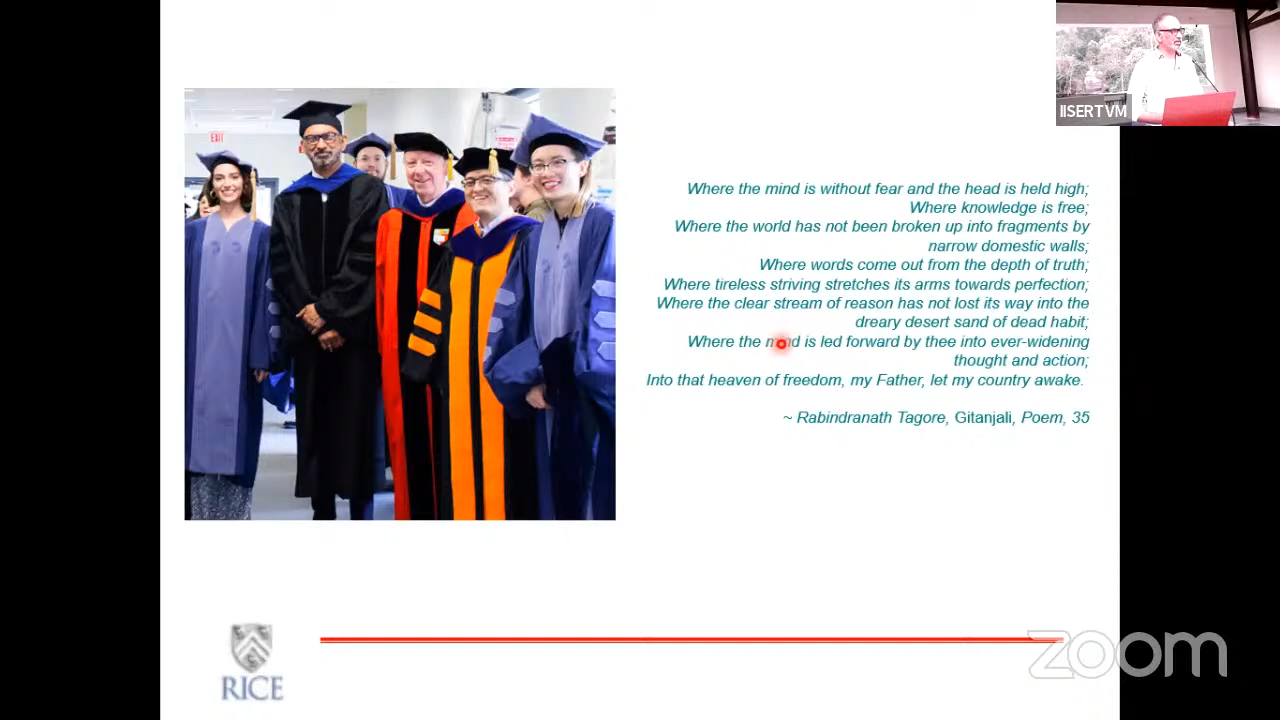 IISERTVM
EXIT
Where the mind is without fear and the head is held high;
Where knowledge is free;
Where the world has not been broken up into fragments by
narrow domestic walls;
Where words come out from the depth of truth;
Where tireless striving stretches its arms towards perfection;
Where the clear stream of reason has not lost its way into the
dreary desert sand of dead habit;
Where the mind is led forward by thee into ever-widening
thought and action;
Into that heaven of freedom, my Father, let my country awake.
~ Rabindranath Tagore, Gitanjali, Poem, 35
RICE
zoom